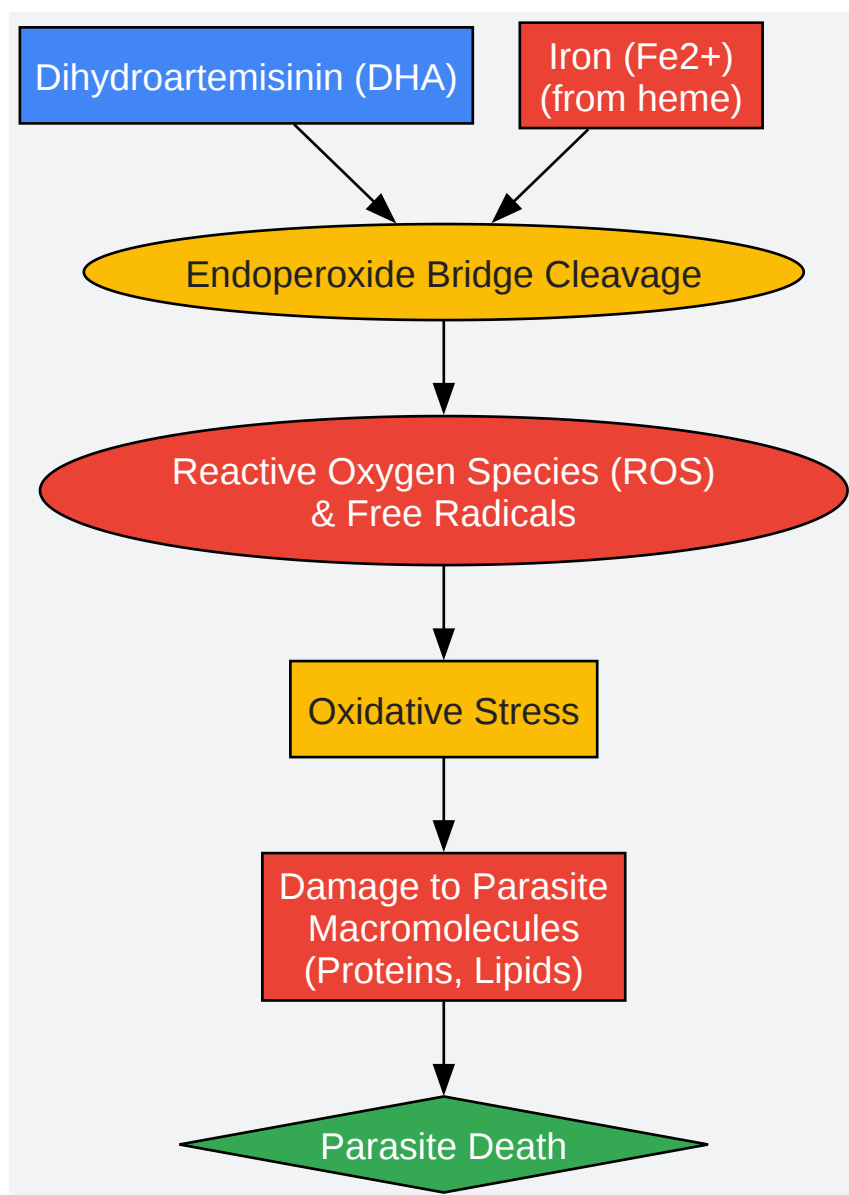 Dihydroartemisinin (DHA)
Iron (Fe2+)
(from heme)
Endoperoxide Bridge Cleavage
Reactive Oxygen Species (ROS)
& Free Radicals
Oxidative Stress
Damage to Parasite
Macromolecules
(Proteins, Lipids)
Parasite Death